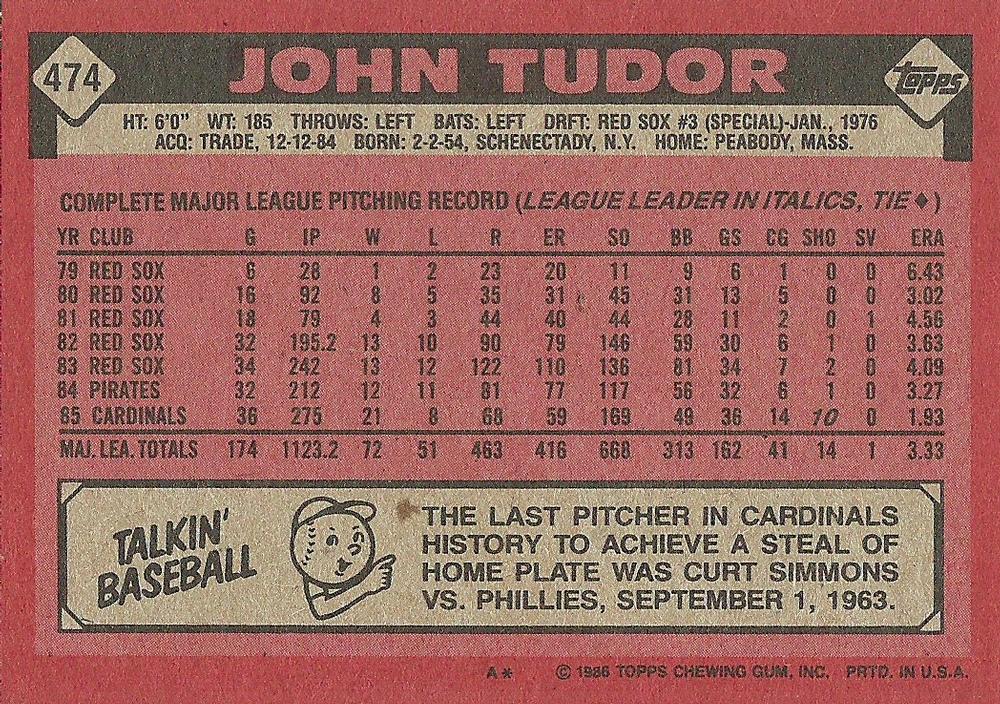 474 JOHN TUDOR topps
HT: 6'0" WT: 185 THROWS: LEFT BATS: LEFT DRFT: RED SOX #3 (SPECIAL)-JAN., 1976
ACQ: TRADE, 12-12-84 BORN: 2-2-54, SCHENECTADY, N.Y. HOME: PEABODY, MASS.
COMPLETE MAJOR LEAGUE PITCHING RECORD (LEAGUE LEADER IN ITALICS, TIE ♦)
YR CLUB G IP W L R ER SO BB GS CG SHO SV ERA
79 RED SOX 6 28 1 2 23 20 11 9 6 1 0 0 6.43
80 RED SOX 16 92 8 5 35 31 45 31 13 5 0 0 3.02
81 RED SOX 18 79 4 3 44 40 44 28 11 2 0 1 4.56
82 RED SOX 32 195.2 13 10 90 79 146 59 30 6 1 0 3.63
83 RED SOX 34 242 13 12 122 110 136 81 34 7 2 0 4.09
84 PIRATES 32 212 12 11 81 77 117 56 32 6 1 0 3.27
85 CARDINALS 36 275 21 8 68 59 169 49 36 14 10 0 1.93
MAJ. LEA. TOTALS 174 1123.2 72 51 463 416 668 313 162 41 14 1 3.33
TALKIN'
BASEBALL
THE LAST PITCHER IN CARDINALS
HISTORY TO ACHIEVE A STEAL OF
HOME PLATE WAS CURT SIMMONS
VS. PHILLIES, SEPTEMBER 1, 1963.
A* © 1986 TOPPS CHEWING GUM, INC. PRTD. IN U.S.A.